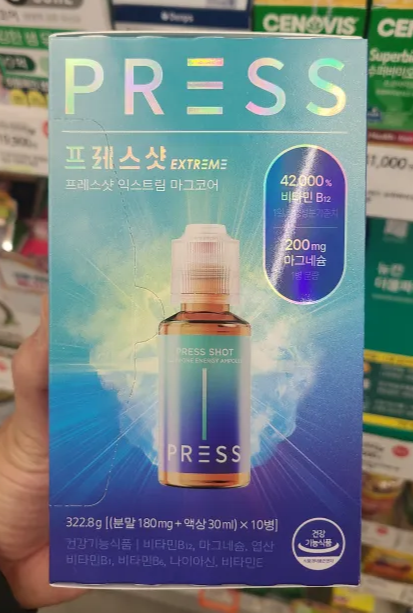 CENOVIS
CENOVIS
PRESS
프레스샷 EXTREME
프레스샷 익스트림 마그코어
42,000%
비타민 B12
200mg
마그네슘
PRESS SHOT
PRESS
322.8g [(분말 180mg + 액상 30ml) × 10병]
건강기능식품 | 비타민B12, 마그네슘, 엽산
비타민B1, 비타민B6, 나이아신, 비타민E
건강
기능식품